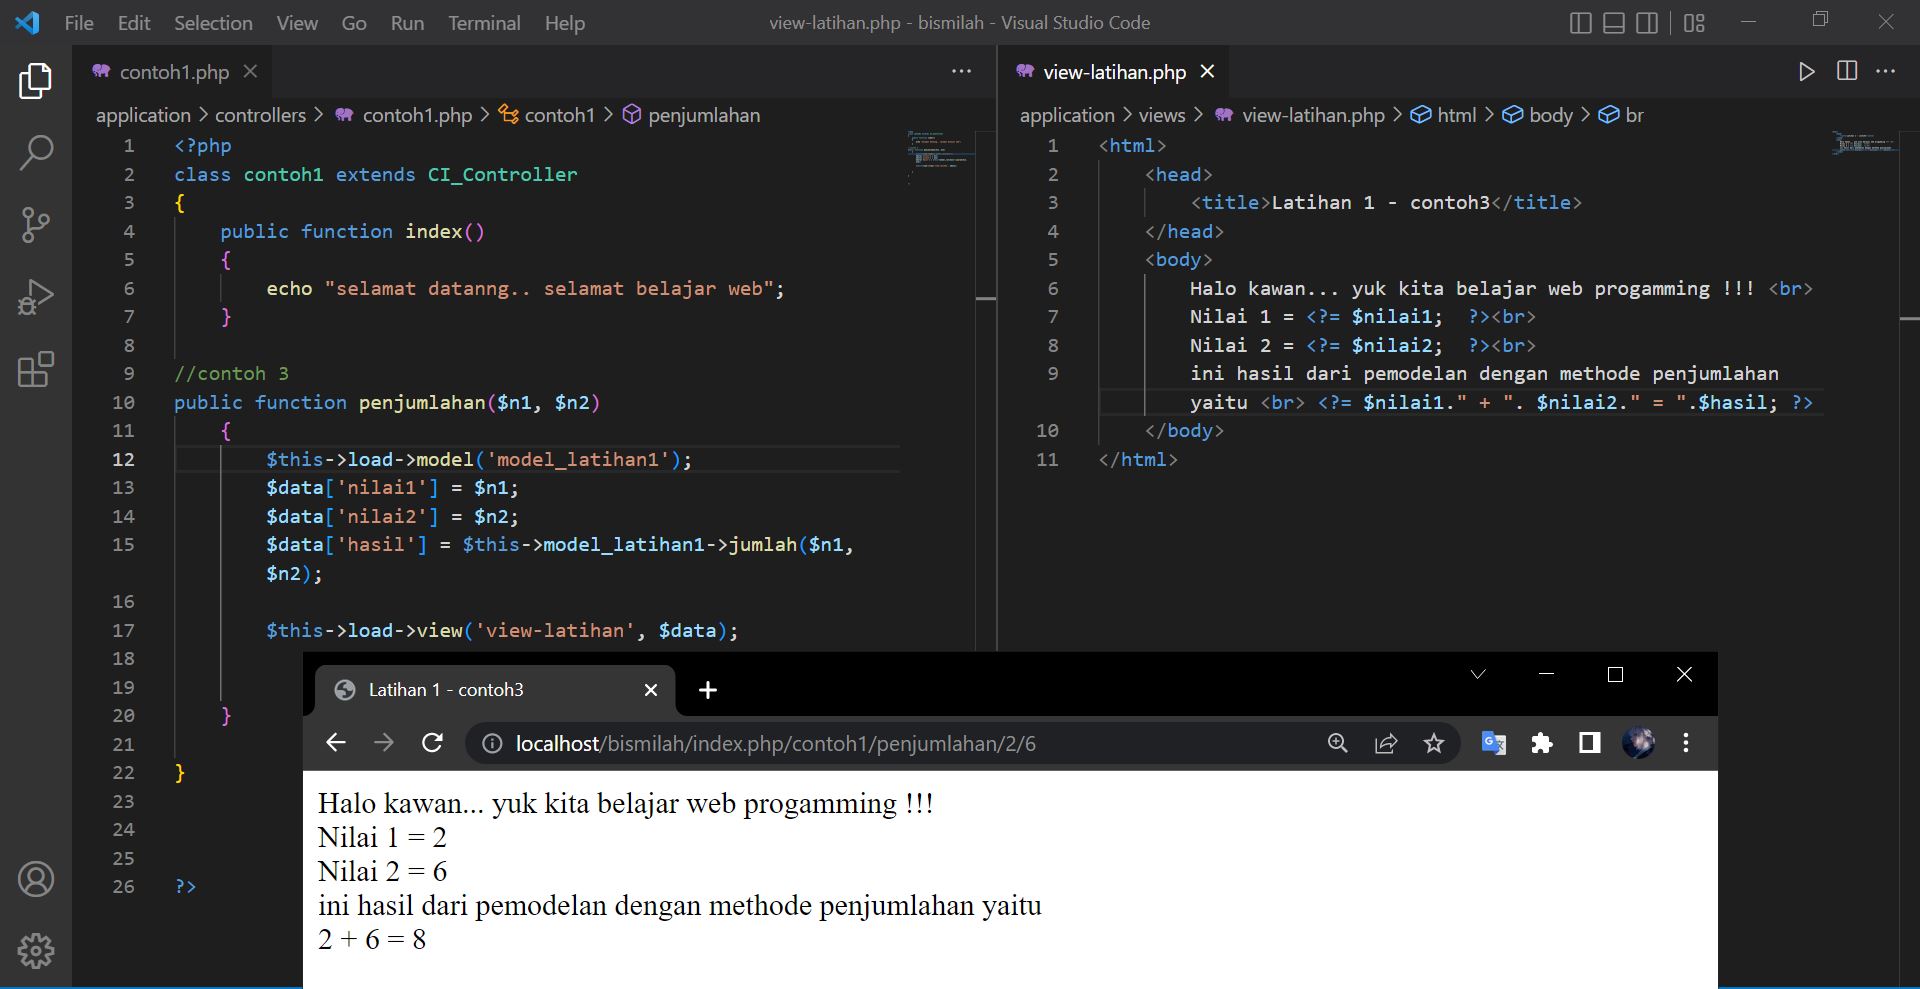 File Edit Selection View Go Run Terminal Help
view-latihan.php - bismilah - Visual Studio Code
contoh1.php
application > controllers > contoh1.php > contoh1 > penjumlahan
1 <?php
2 class contoh1 extends CI_Controller
3 {
4 public function index()
5 {
6 echo "selamat datanng.. selamat belajar web";
7 }
8
9 //contoh 3
10 public function penjumlahan($n1, $n2)
11 {
12 $this->load->model('model_latihan1');
13 $data['nilai1'] = $n1;
14 $data['nilai2'] = $n2;
15 $data['hasil'] = $this->model_latihan1->jumlah($n1,
$n2);
16
17 $this->load->view('view-latihan', $data);
18
19
20 }
21
22 }
23
24
25
26 ?>
view-latihan.php
application > views > view-latihan.php > html > body > br
1 <html>
2 <head>
3 <title>Latihan 1 - contoh3</title>
4 </head>
5 <body>
6 Halo kawan... yuk kita belajar web progamming !!! <br>
7 Nilai 1 = <?= $nilai1; ?><br>
8 Nilai 2 = <?= $nilai2; ?><br>
9 ini hasil dari pemodelan dengan methode penjumlahan
yaitu <br> <?= $nilai1." + ". $nilai2." = ".$hasil; ?>
10 </body>
11 </html>
Latihan 1 - contoh3
localhost/bismilah/index.php/contoh1/penjumlahan/2/6
Halo kawan... yuk kita belajar web progamming !!!
Nilai 1 = 2
Nilai 2 = 6
ini hasil dari pemodelan dengan methode penjumlahan yaitu
2 + 6 = 8